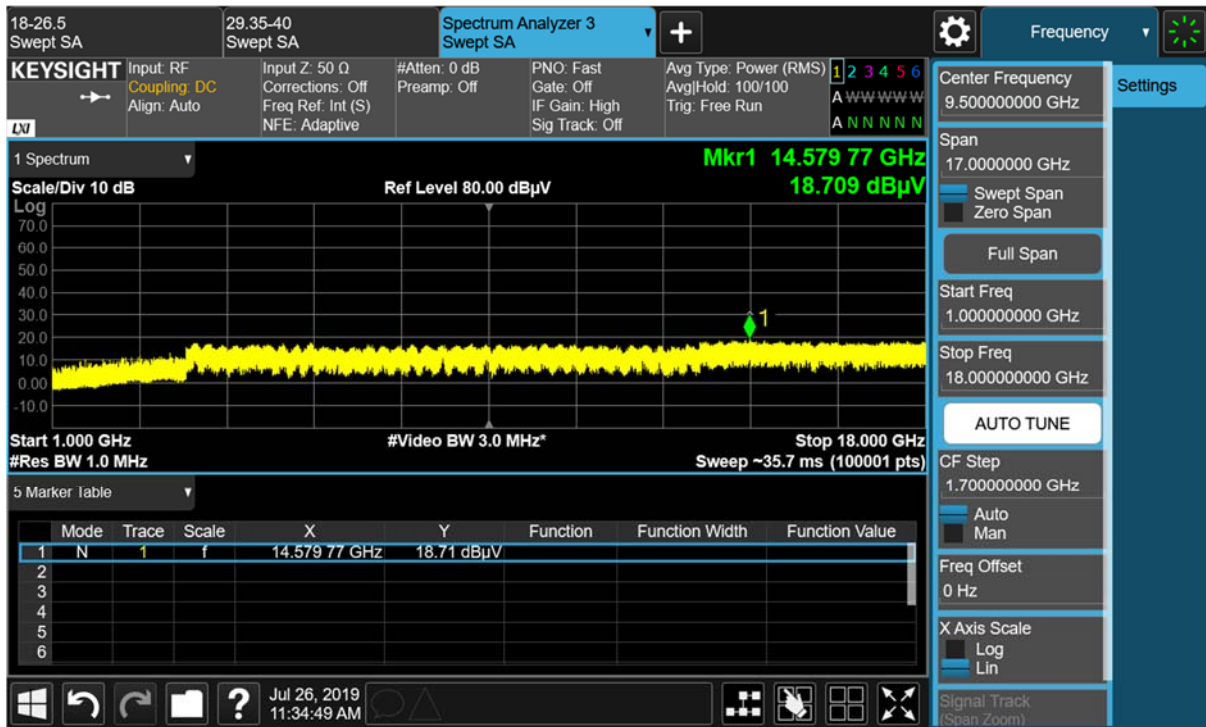 18-26.5
Swept SA
29.35-40
Swept SA
Spectrum Analyzer 3
Swept SA
Frequency
KEYSIGHT
LXI
Input: RF
Coupling: DC
Align: Auto
Input Z: 50 Ω
Corrections: Off
Freq Ref: Int (S)
NFE: Adaptive
#Atten: 0 dB
Preamp: Off
PNO: Fast
Gate: Off
IF Gain: High
Sig Track: Off
Avg Type: Power (RMS)
Avg|Hold: 100/100
Trig: Free Run
1 2 3 4 5 6
A W W W W W
A N N N N N
1 Spectrum
Mkr1 14.579 77 GHz
18.709 dBµV
Scale/Div 10 dB
Ref Level 80.00 dBµV
Log
70.0
60.0
50.0
40.0
30.0
20.0
10.0
0.00
-10.0
1
Start 1.000 GHz
#Video BW 3.0 MHz*
Stop 18.000 GHz
#Res BW 1.0 MHz
Sweep ~35.7 ms (100001 pts)
5 Marker Table
Mode Trace Scale X Y Function Function Width Function Value
1 N 1 f 14.579 77 GHz 18.71 dBµV
2
3
4
5
6
Jul 26, 2019
11:34:49 AM
Center Frequency
9.500000000 GHz
Settings
Span
17.0000000 GHz
Swept Span
Zero Span
Full Span
Start Freq
1.000000000 GHz
Stop Freq
18.000000000 GHz
AUTO TUNE
CF Step
1.700000000 GHz
Auto
Man
Freq Offset
0 Hz
X Axis Scale
Log
Lin
Signal Track
(Span Zoom)